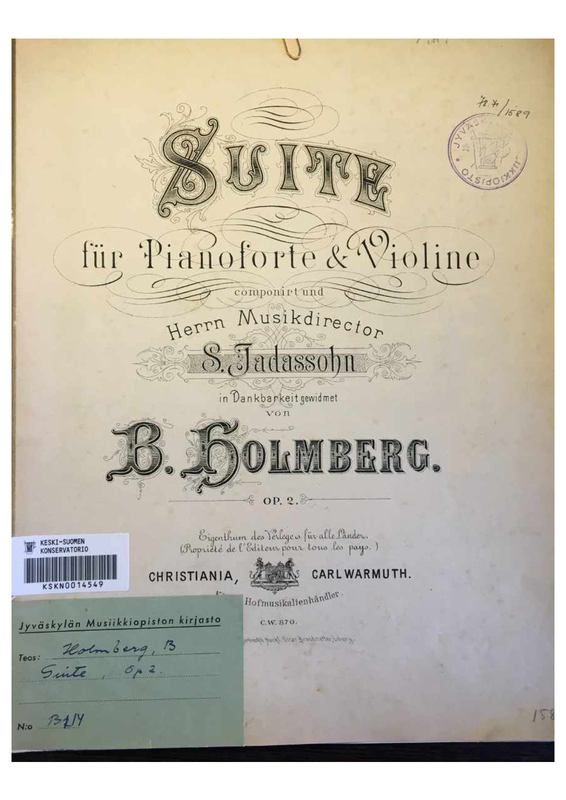 72.71/1589
SUITE
für Pianoforte & Violine
componirt und
Herrn Musikdirector
S. Jadassohn
in Dankbarkeit gewidmet
von
B. HOLMBERG.
OP. 2.
Eigenthum des Verlegers für alle Länder.
(Propriété de l'Editeur pour tous les pays.)
CHRISTIANIA, CARL WARMUTH.
Hofmusikalienhändler.
C.W. 870.
KESKI-SUOMEN
KONSERVATORIO
KSKN0014549
Jyväskylän Musiikkiopiston kirjasto
Teos: Holmberg, B
Suite, Op 2.
N:o
158